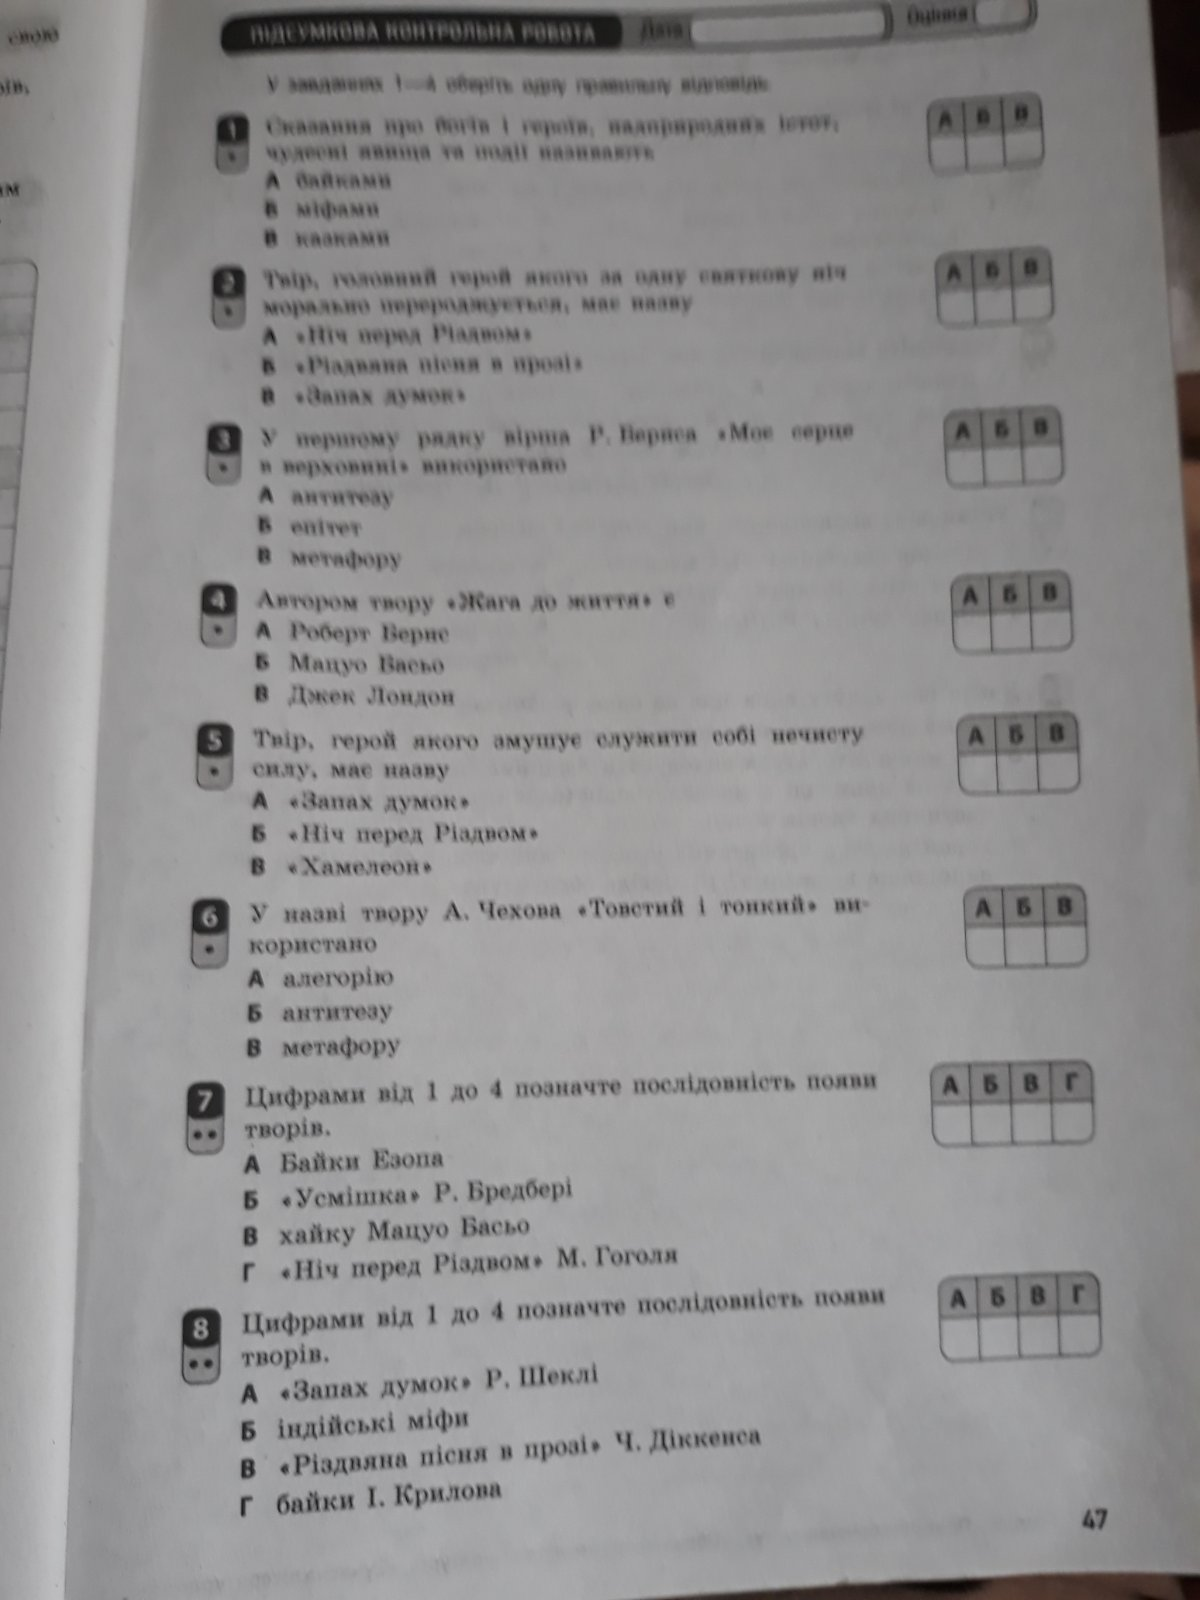 свою
ПІДСУМКОВА КОНТРОЛЬНА РОБОТА Дата Оцінка
У завданнях 1—4 оберіть одну правильну відповідь
1 Сказання про богів і героїв, надприродних істот, А Б В
чудесні явища та події називають
А байками
Б міфами
В казками
2 Твір, головний герой якого за одну святкову ніч А Б В
морально перероджується, має назву
А «Ніч перед Різдвом»
Б «Різдвяна пісня в прозі»
В «Запах думок»
3 У першому рядку вірша Р. Бернса «Моє серце А Б В
в верховині» використано
А антитезу
Б епітет
В метафору
4 Автором твору «Жага до життя» є А Б В
А Роберт Бернс
Б Мацуо Басьо
В Джек Лондон
5 Твір, герой якого змушує служити собі нечисту А Б В
силу, має назву
А «Запах думок»
Б «Ніч перед Різдвом»
В «Хамелеон»
6 У назві твору А. Чехова «Товстий і тонкий» ви- А Б В
користано
А алегорію
Б антитезу
В метафору
7 Цифрами від 1 до 4 позначте послідовність появи А Б В Г
творів.
А Байки Езопа
Б «Усмішка» Р. Бредбері
В хайку Мацуо Басьо
Г «Ніч перед Різдвом» М. Гоголя
8 Цифрами від 1 до 4 позначте послідовність появи А Б В Г
творів.
А «Запах думок» Р. Шеклі
Б індійські міфи
В «Різдвяна пісня в прозі» Ч. Діккенса
Г байки І. Крилова
47